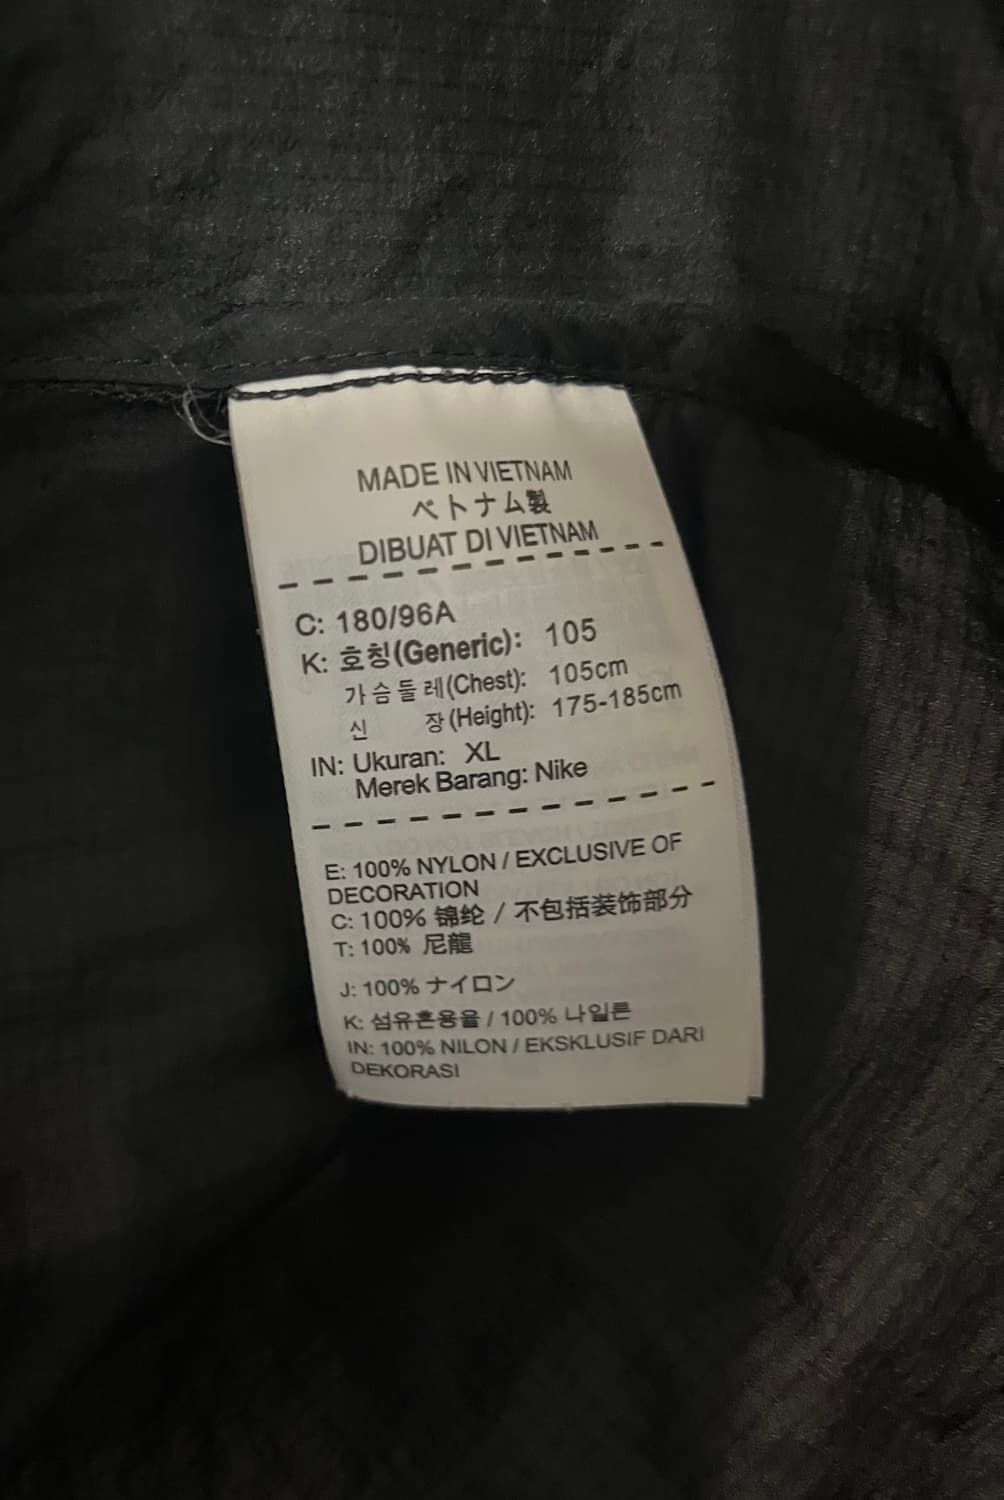 MADE IN VIETNAM
ベトナム製
DIBUAT DI VIETNAM
C: 180/96A
K: 호칭(Generic): 105
가슴둘레(Chest): 105cm
신 장(Height): 175-185cm
IN: Ukuran: XL
Merek Barang: Nike
E: 100% NYLON / EXCLUSIVE OF
DECORATION
C: 100% 锦纶 / 不包括装饰部分
T: 100% 尼龍
J: 100% ナイロン
K: 섬유혼용율 / 100% 나일론
IN: 100% NILON / EKSKLUSIF DARI
DEKORASI